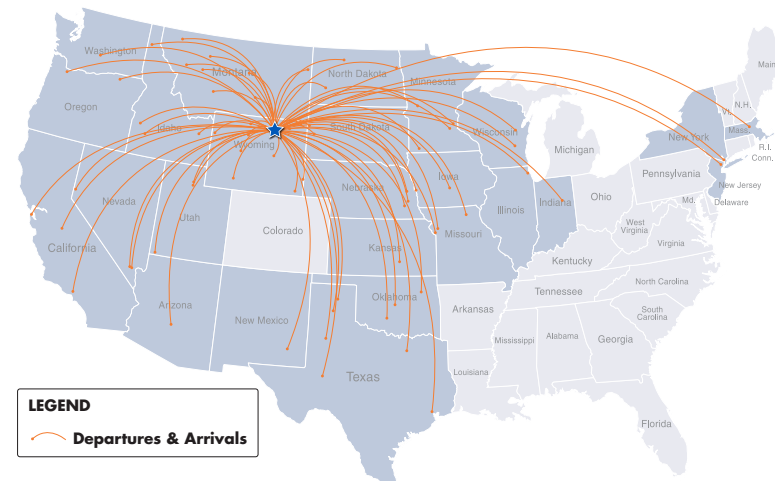 Washington
Montana
North Dakota
Minnesota
Oregon
Idaho
Wyoming
South Dakota
Wisconsin
Michigan
New York
Vt.
N.H.
Main
Mass.
R.I.
Conn.
Nevada
Utah
Colorado
Nebraska
Iowa
Illinois
Indiana
Ohio
Pennsylvania
New Jersey
Md.
Delaware
California
Kansas
Missouri
West
Virginia
Virginia
Kentucky
Arizona
New Mexico
Oklahoma
Arkansas
Tennessee
North Carolina
South
Carolina
Texas
Louisiana
Mississippi
Alabama
Georgia
Florida
LEGEND
Departures & Arrivals